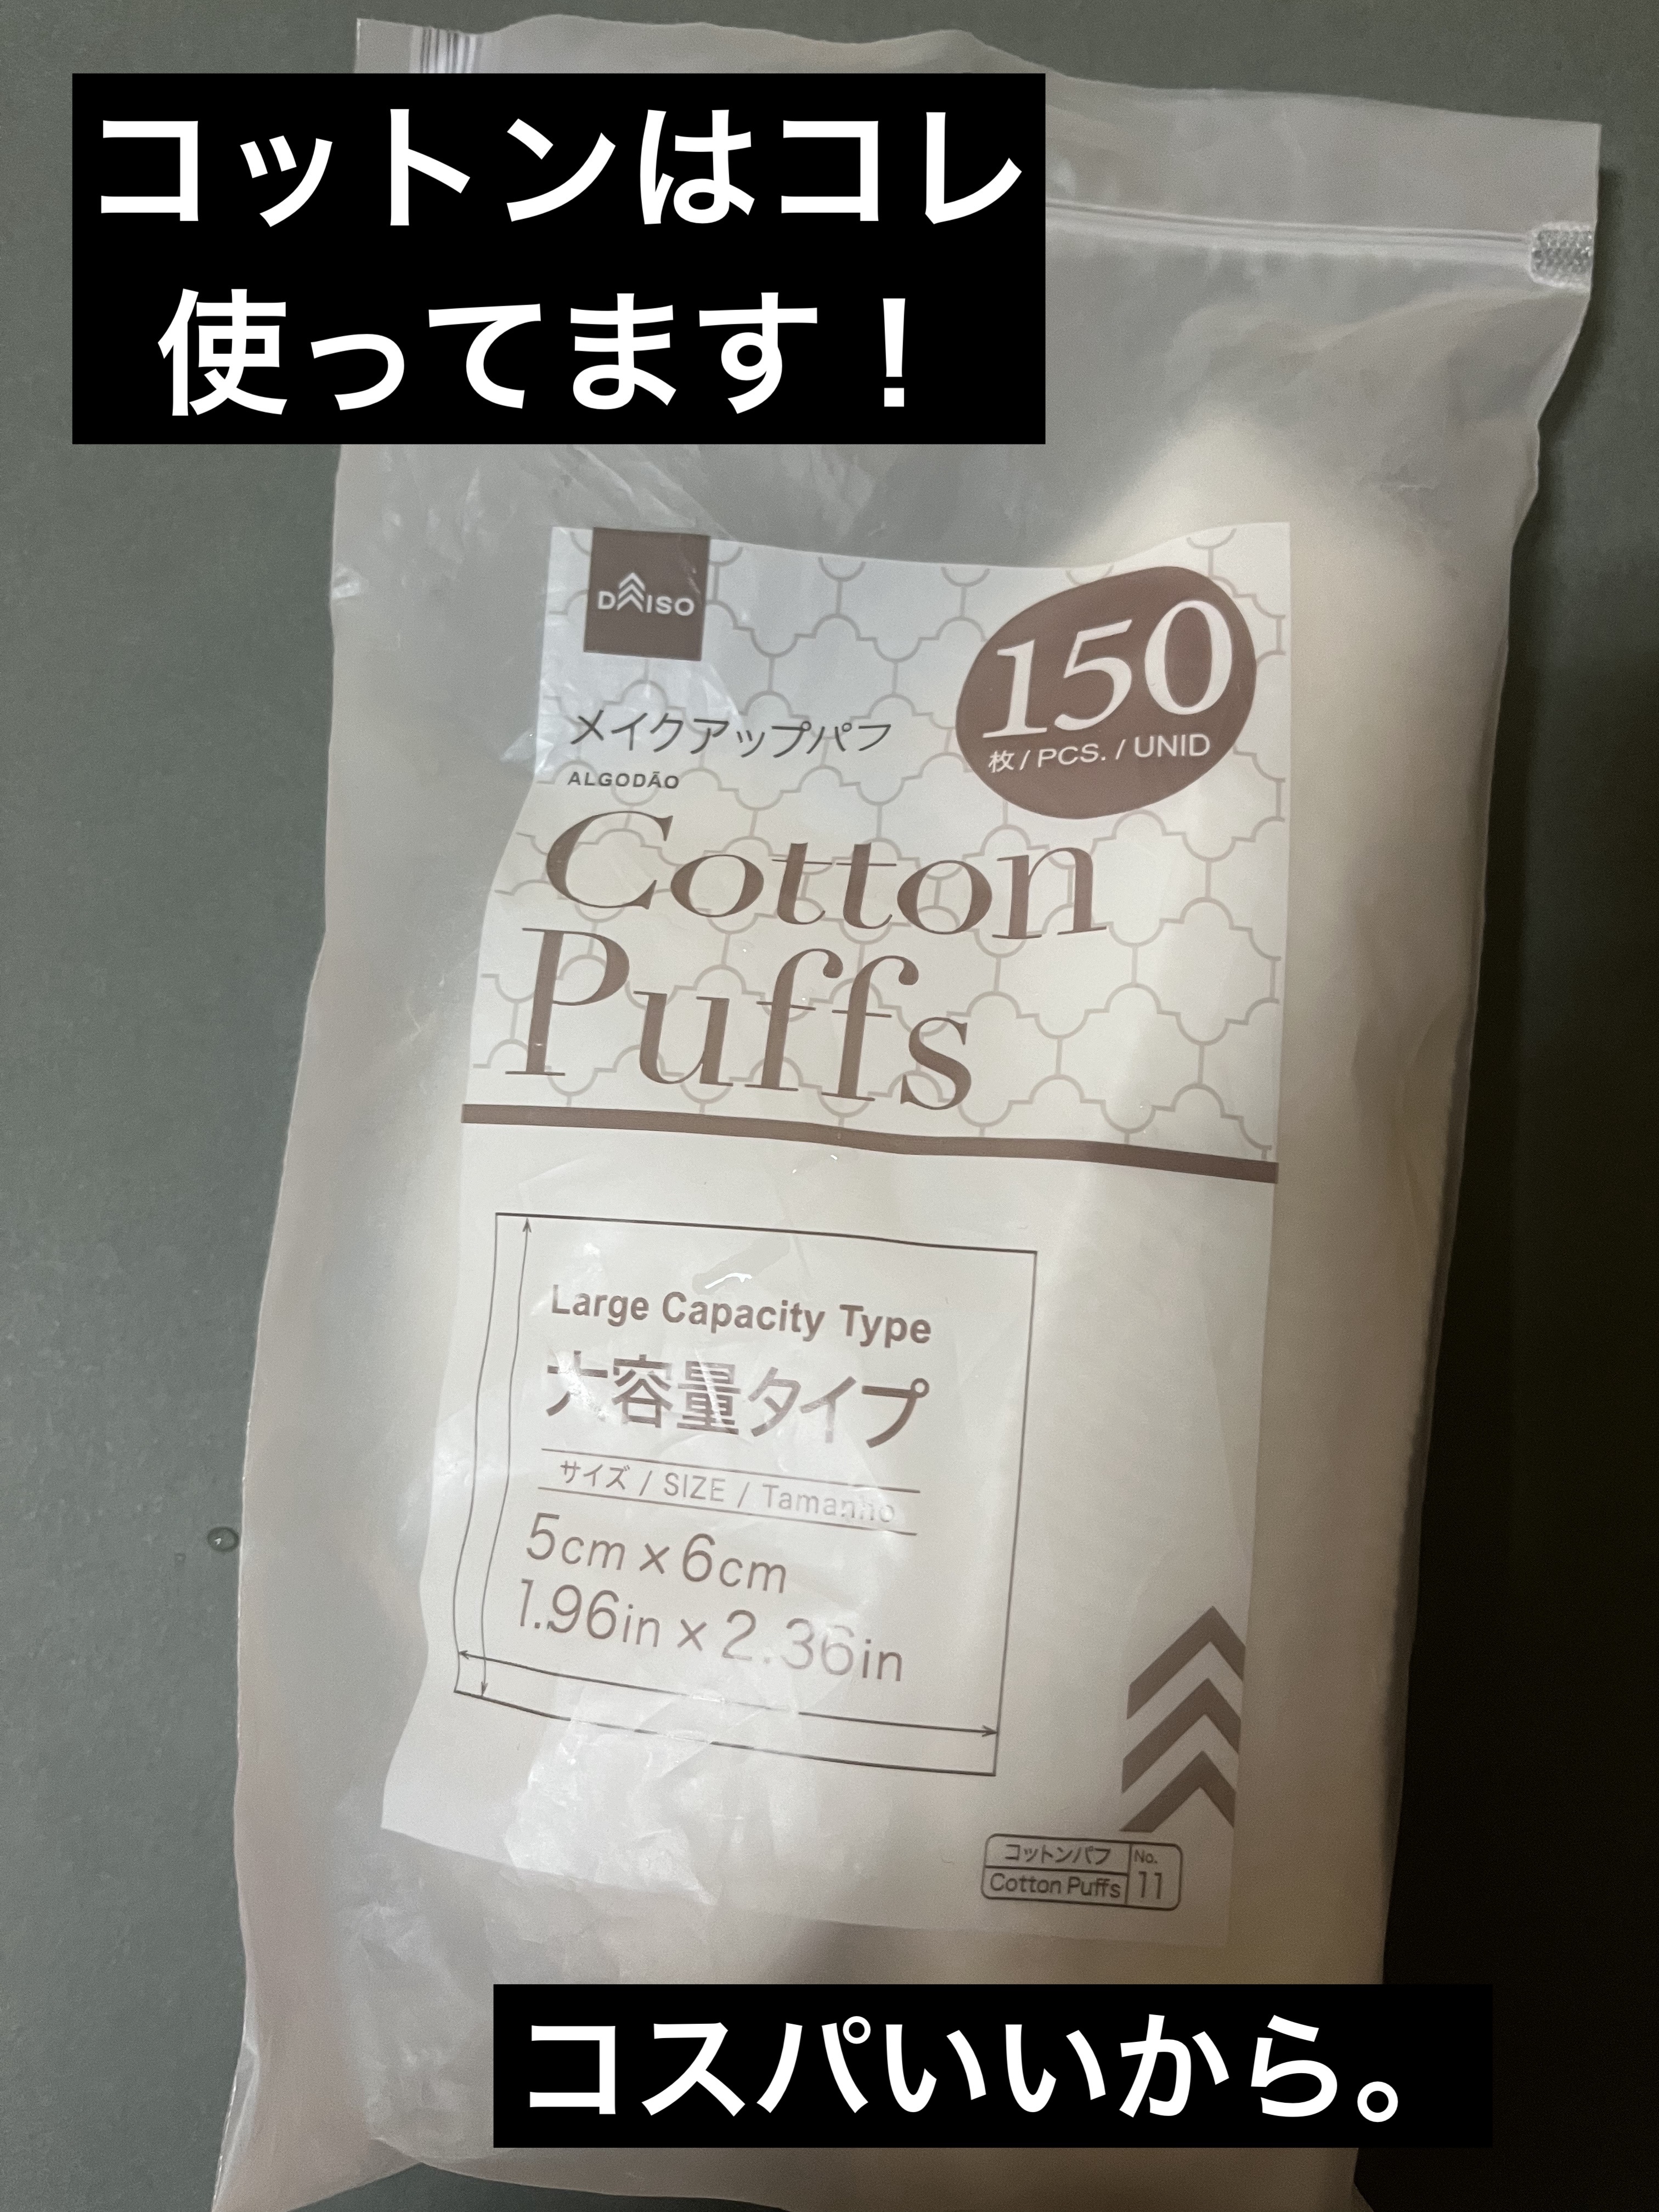 コットンはコレ
使ってます！
DAISO
150
枚/PCS./UNID
メイクアップパフ
ALGODÃO
Cotton
Puffs
Large Capacity Type
大容量タイプ
サイズ / SIZE / Tamanho
5cm×6cm
1.96in×2.36in
コットンパフ No.
Cotton Puffs 11
コスパいいから。